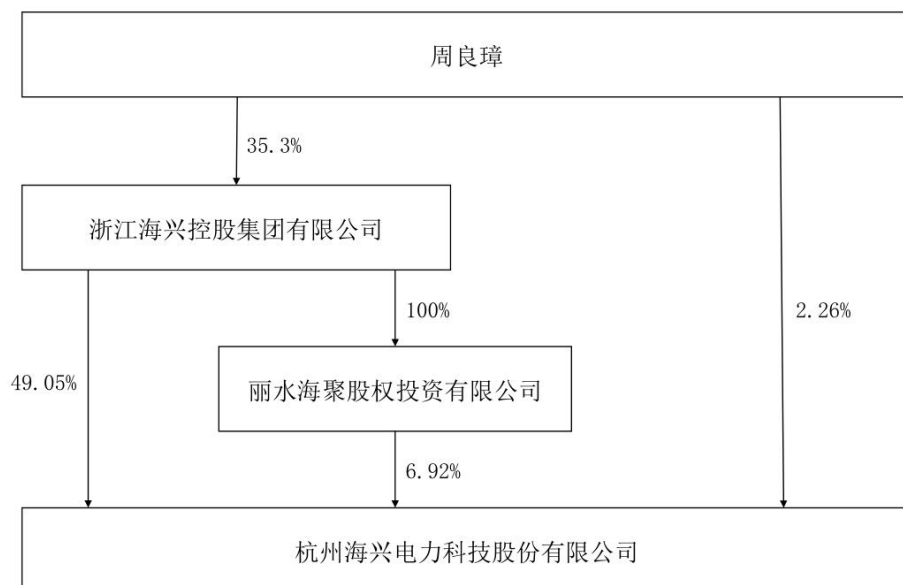 周良璋
35.3%
浙江海兴控股集团有限公司
100%
2.26%
丽水海聚股权投资有限公司
49.05%
6.92%
杭州海兴电力科技股份有限公司